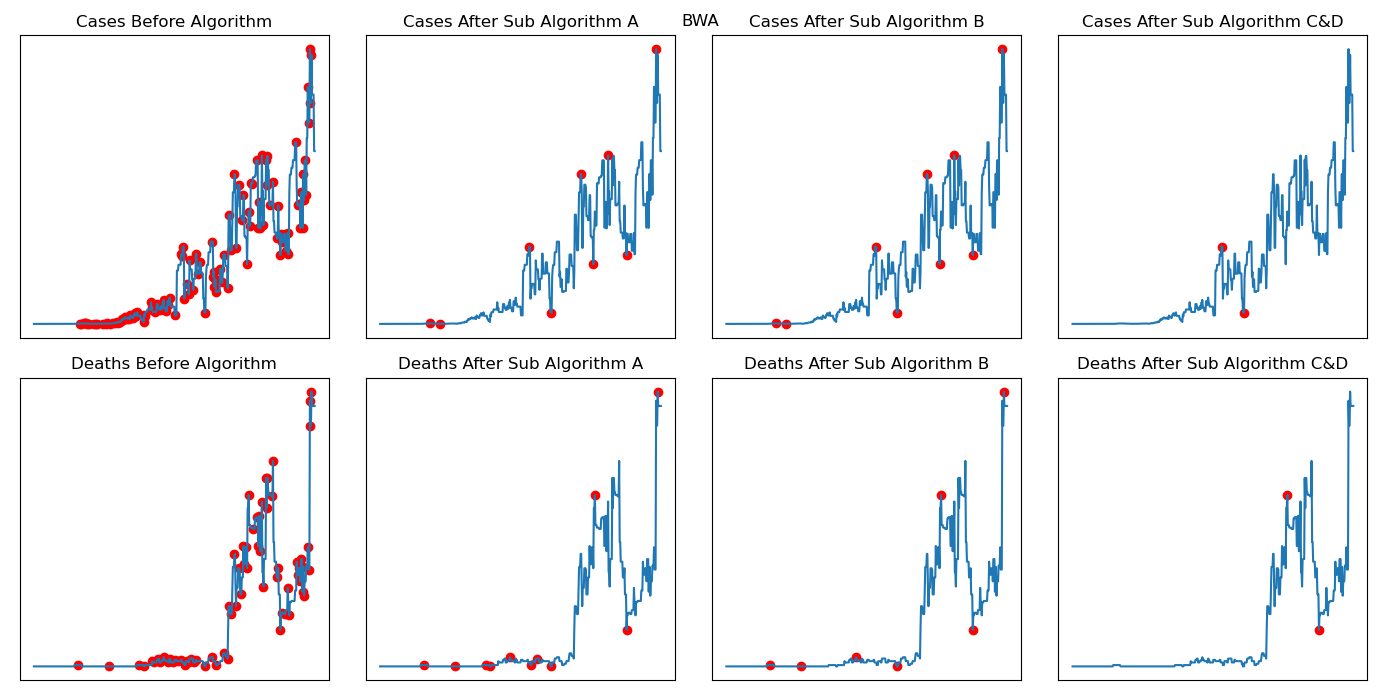 BWA
Cases Before Algorithm
Cases After Sub Algorithm A
Cases After Sub Algorithm B
Cases After Sub Algorithm C&D
Deaths Before Algorithm
Deaths After Sub Algorithm A
Deaths After Sub Algorithm B
Deaths After Sub Algorithm C&D